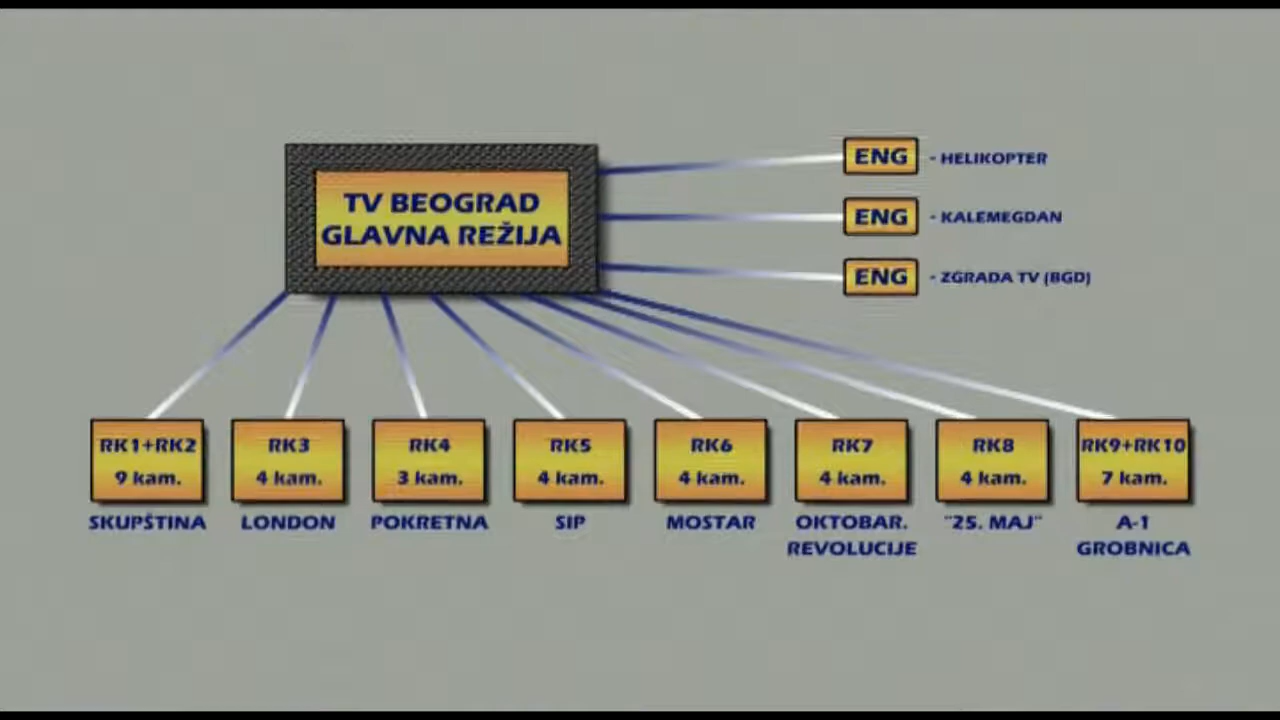 TV BEOGRAD
GLAVNA REŽIJA
ENG - HELIKOPTER
ENG - KALEMEGDAN
ENG - ZGRADA TV (BGD)
RK1+RK2
9 kam.
SKUPŠTINA
RK3
4 kam.
LONDON
RK4
3 kam.
POKRETNA
RK5
4 kam.
SIP
RK6
4 kam.
MOSTAR
RK7
4 kam.
OKTOBAR.
REVOLUCIJE
RK8
4 kam.
"25. MAJ"
RK9+RK10
7 kam.
A-1
GROBNICA